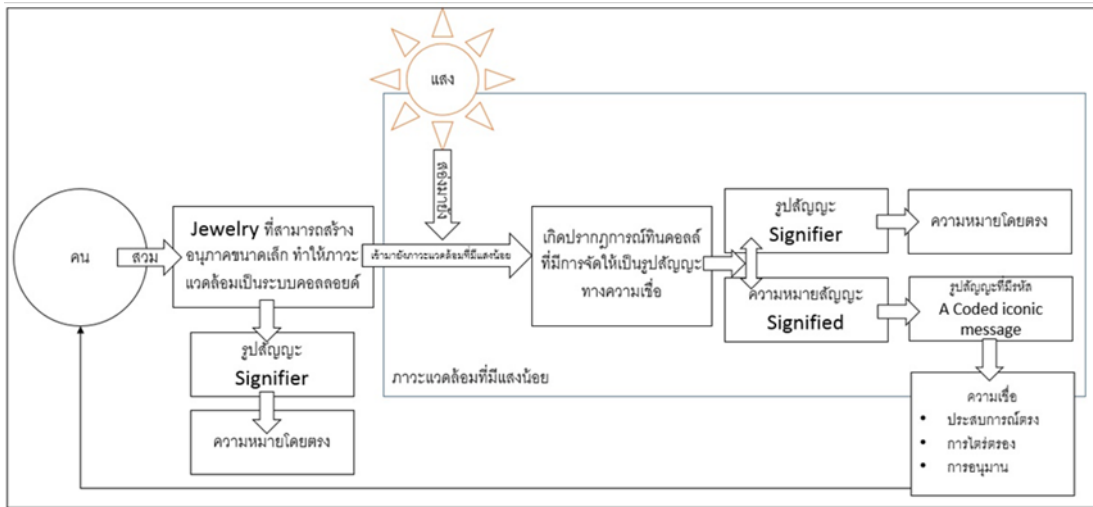 แสง
ส่องมายัง
คน
สวม
Jewelry ที่สามารถสร้าง
อนุภาคขนาดเล็ก ทำให้ภาวะ
แวดล้อมเป็นระบบคอลลอยด์
เข้ามายังภาวะแวดล้อมที่มีแสงน้อย
เกิดปรากฏการณ์ทินดอลล์
ที่มีการจัดให้เป็นรูปสัญญะ
ทางความเชื่อ
รูปสัญญะ
Signifier
ความหมายโดยตรง
ความหมายสัญญะ
Signified
รูปสัญญะที่มีรหัส
A Coded iconic
message
รูปสัญญะ
Signifier
ความหมายโดยตรง
ภาวะแวดล้อมที่มีแสงน้อย
ความเชื่อ
• ประสบการณ์ตรง
• การไตร่ตรอง
• การอนุมาน